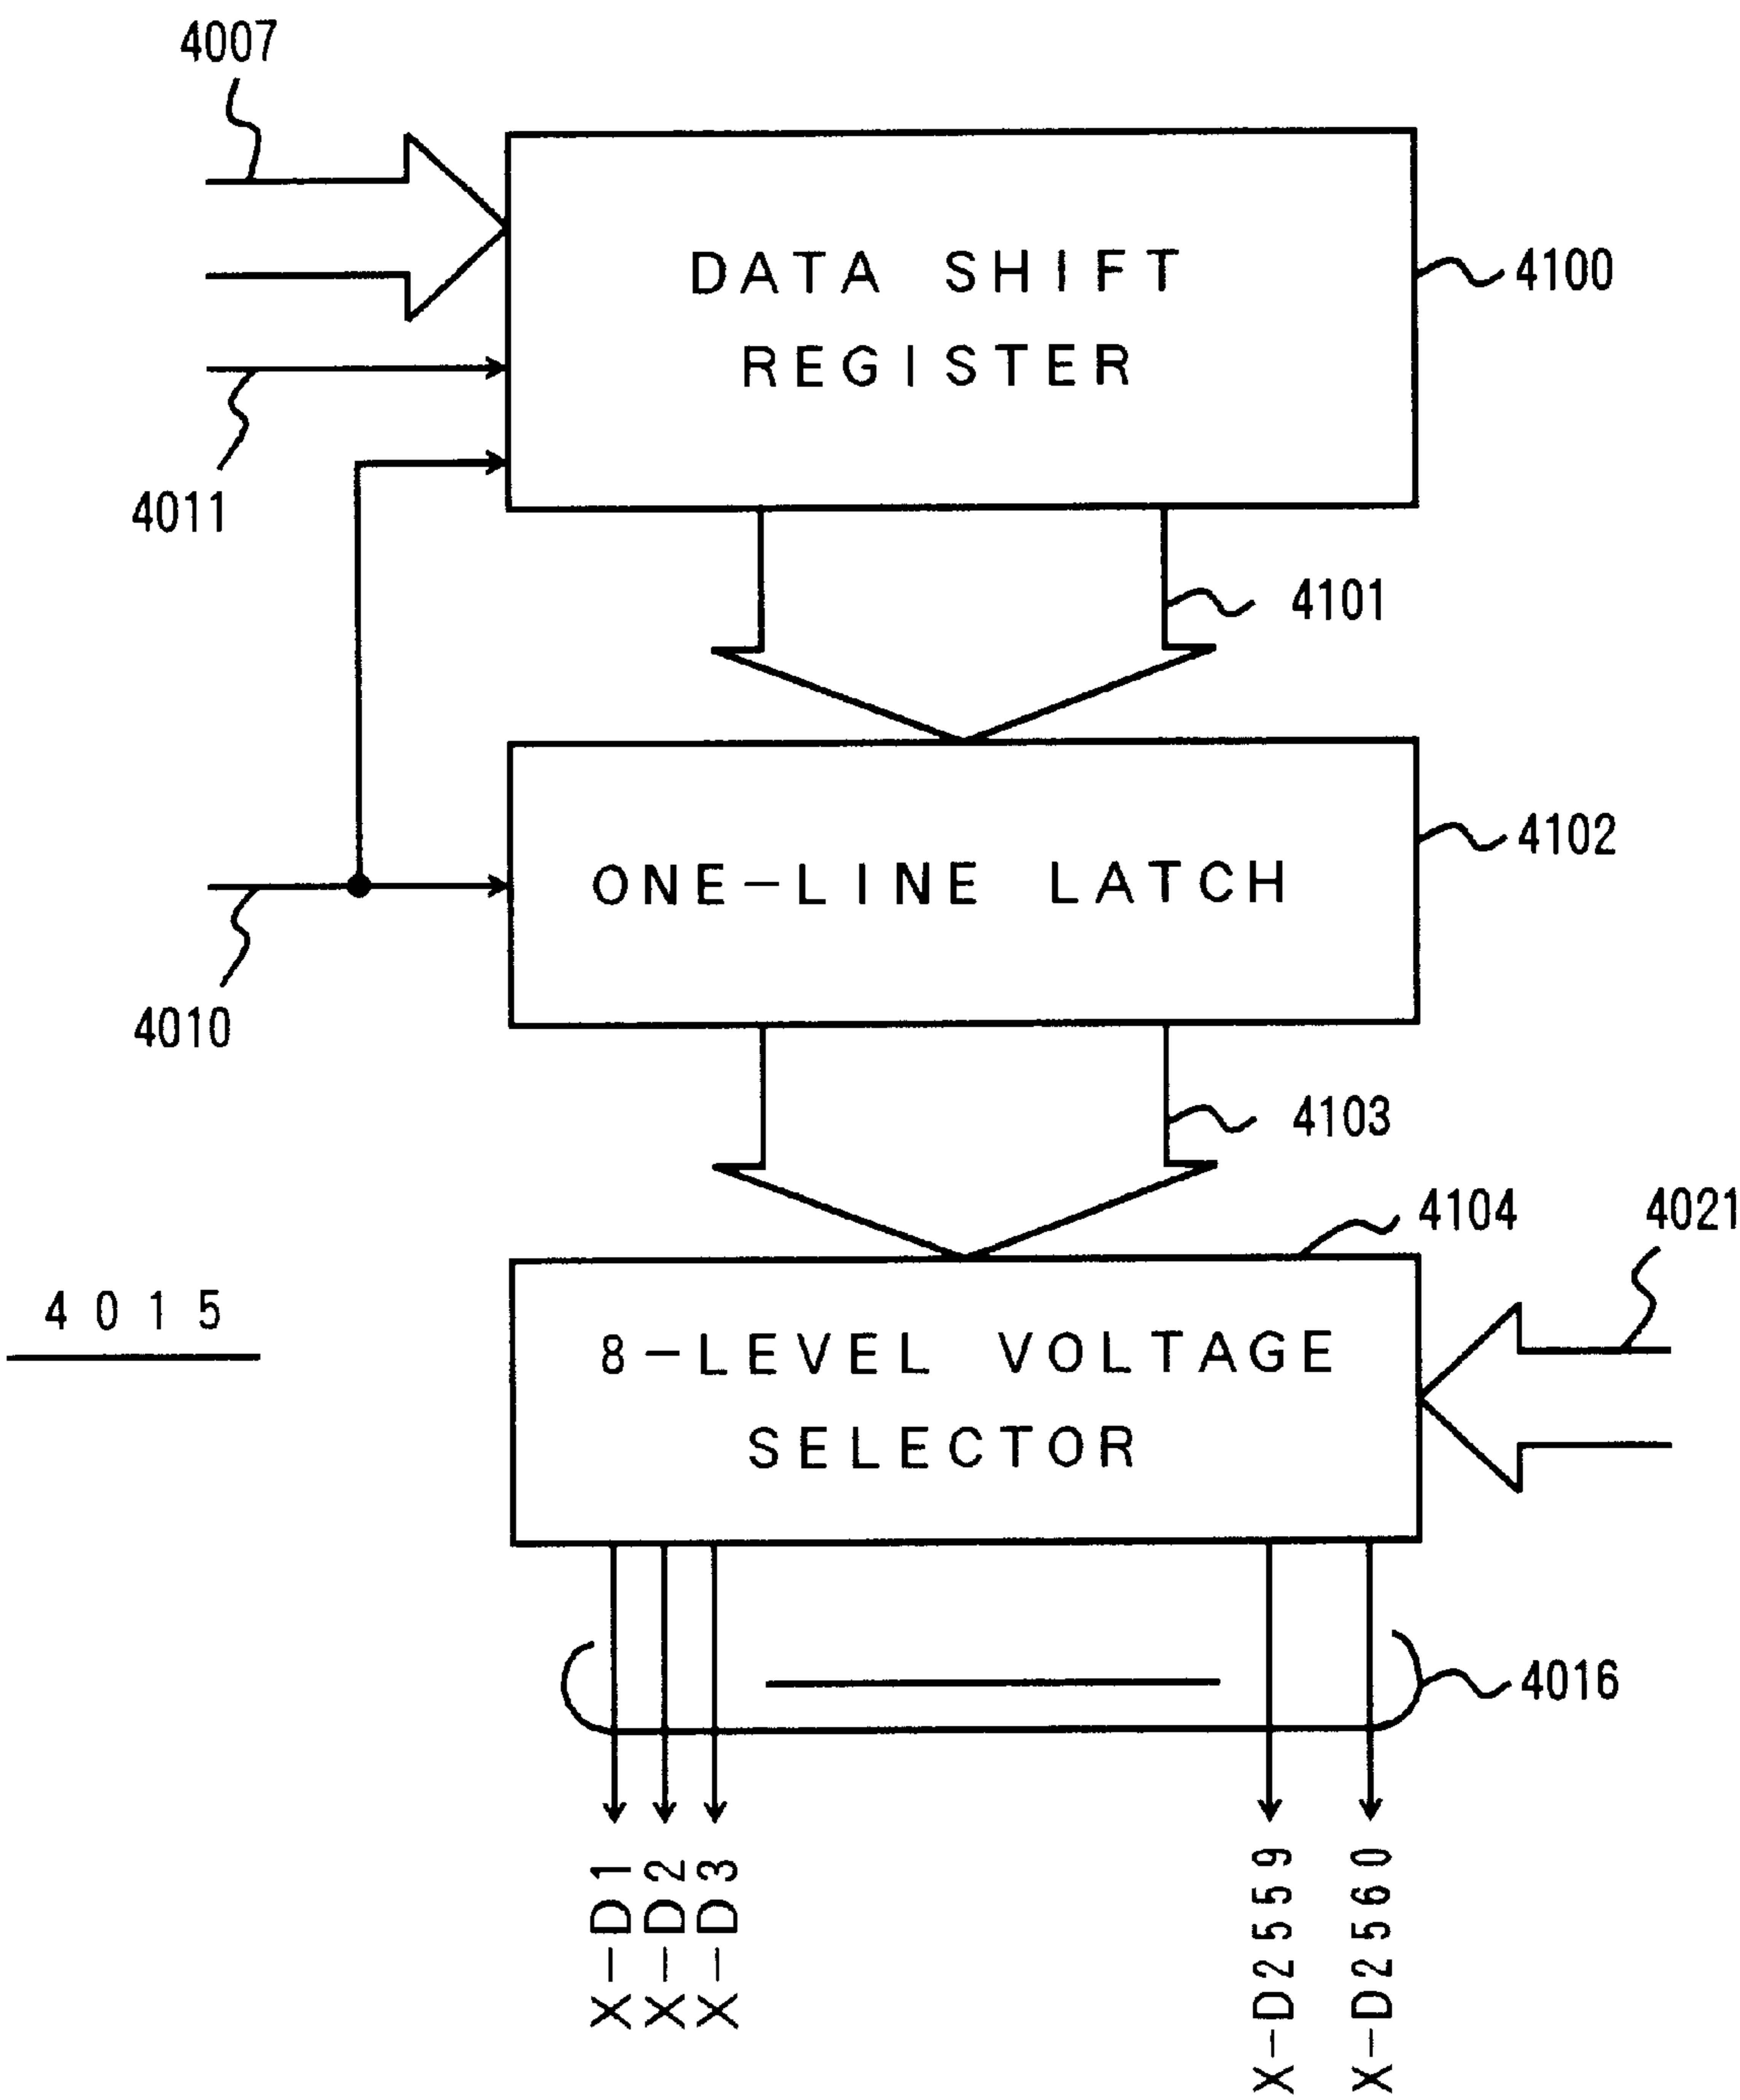 4007
DATA SHIFT
REGISTER
4100
4011
4101
ONE-LINE LATCH
4102
4010
4103
4104
4021
4015
8-LEVEL VOLTAGE
SELECTOR
4016
X-D1
X-D2
X-D3
X-D2559
X-D2560